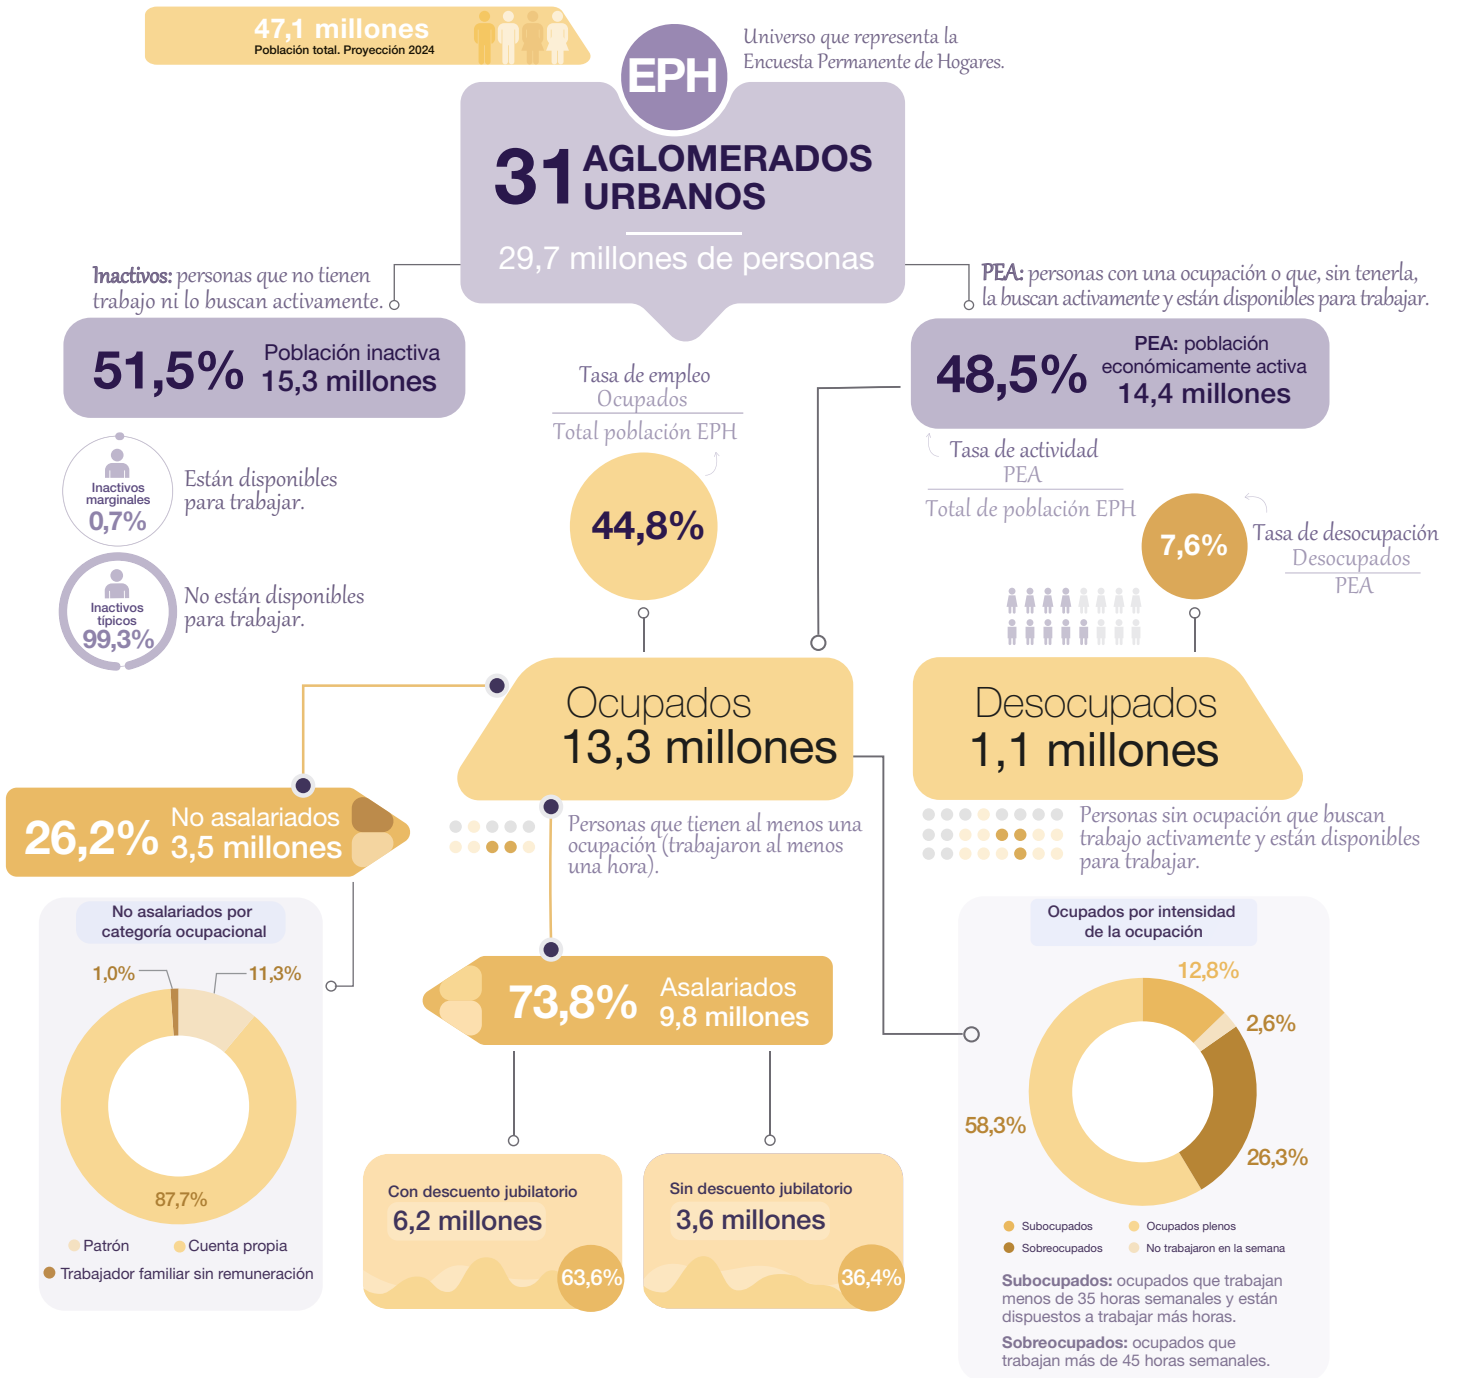 47,1 millones
Población total. Proyección 2024
EPH
Universo que representa la
Encuesta Permanente de Hogares.
31 AGLOMERADOS
URBANOS
29,7 millones de personas
Inactivos: personas que no tienen
trabajo ni lo buscan activamente.
PEA: personas con una ocupación o que, sin tenerla,
la buscan activamente y están disponibles para trabajar.
51,5%
Población inactiva
15,3 millones
48,5%
PEA: población
económicamente activa
14,4 millones
Tasa de empleo
Ocupados
Total población EPH
44,8%
Tasa de actividad
PEA
Total de población EPH
Inactivos
marginales
0,7%
Están disponibles
para trabajar.
Inactivos
típicos
99,3%
No están disponibles
para trabajar.
7,6%
Tasa de desocupación
Desocupados
PEA
Ocupados
13,3 millones
Desocupados
1,1 millones
26,2%
No asalariados
3,5 millones
Personas que tienen al menos una
ocupación (trabajaron al menos
una hora).
Personas sin ocupación que buscan
trabajo activamente y están disponibles
para trabajar.
No asalariados por
categoría ocupacional
1,0%
11,3%
87,7%
Patrón
Cuenta propia
Trabajador familiar sin remuneración
73,8%
Asalariados
9,8 millones
Con descuento jubilatorio
6,2 millones
63,6%
Sin descuento jubilatorio
3,6 millones
36,4%
Ocupados por intensidad
de la ocupación
12,8%
2,6%
58,3%
26,3%
Subocupados
Ocupados plenos
Sobreocupados
No trabajaron en la semana
Subocupados: ocupados que trabajan
menos de 35 horas semanales y están
dispuestos a trabajar más horas.
Sobreocupados: ocupados que
trabajan más de 45 horas semanales.